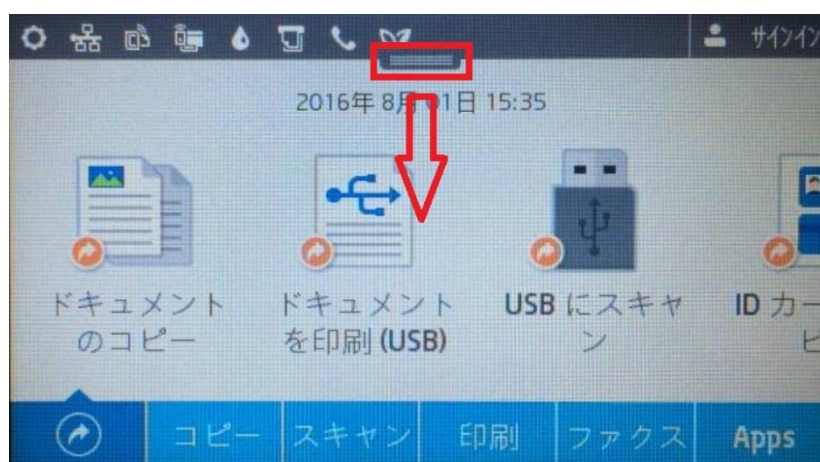 サインイン
2016年 8月 01日 15:35
ドキュメント
のコピー
ドキュメント
を印刷 (USB)
USB にスキャ
ン
ID カー
ピ
コピー
スキャン
印刷
ファクス
Apps